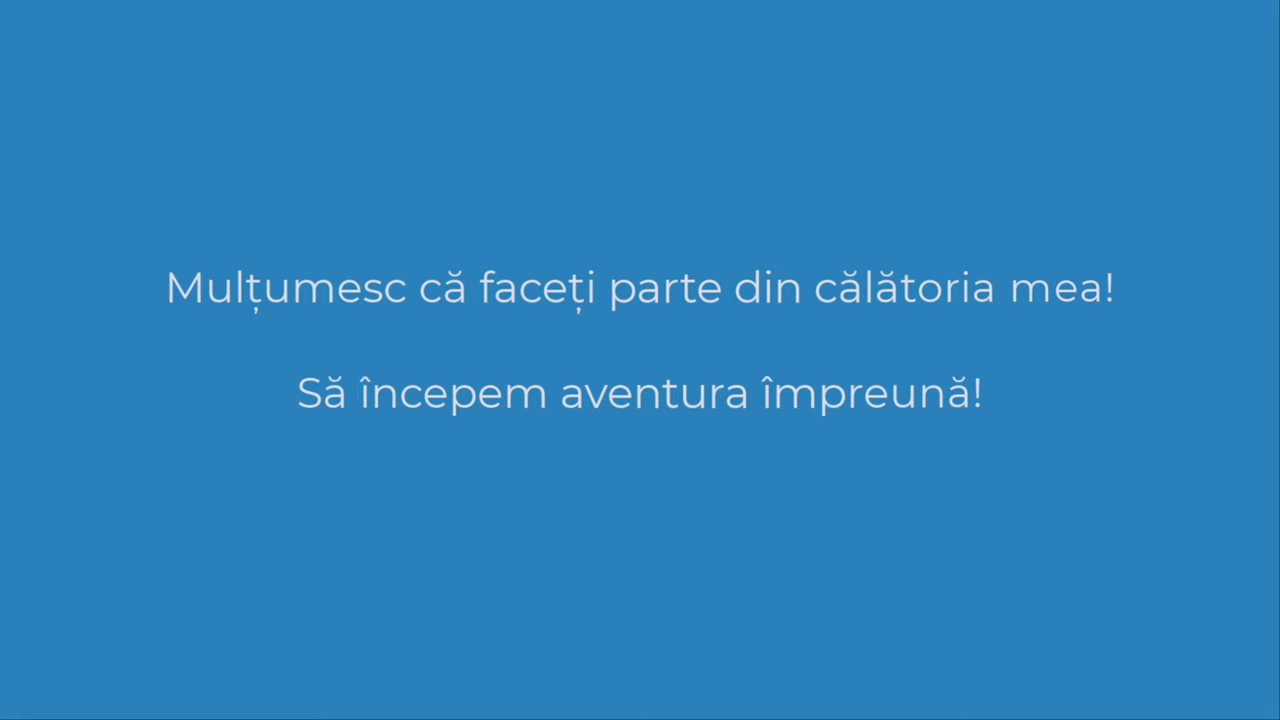 Mulțumesc că faceți parte din călătoria mea!
Să începem aventura împreună!